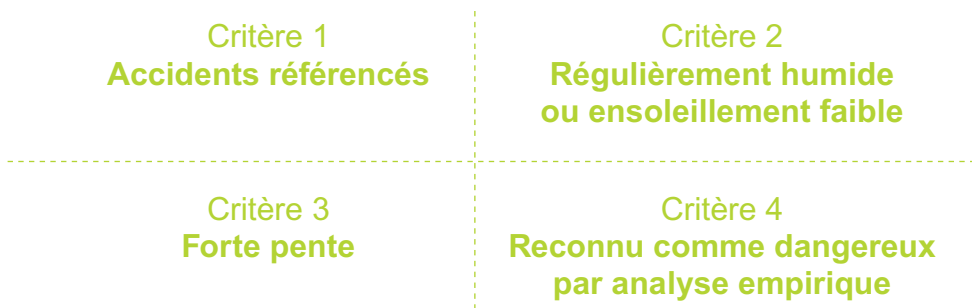 Critère 1
Accidents référencés
Critère 2
Régulièrement humide
ou ensoleillement faible
Critère 3
Forte pente
Critère 4
Reconnu comme dangereux
par analyse empirique